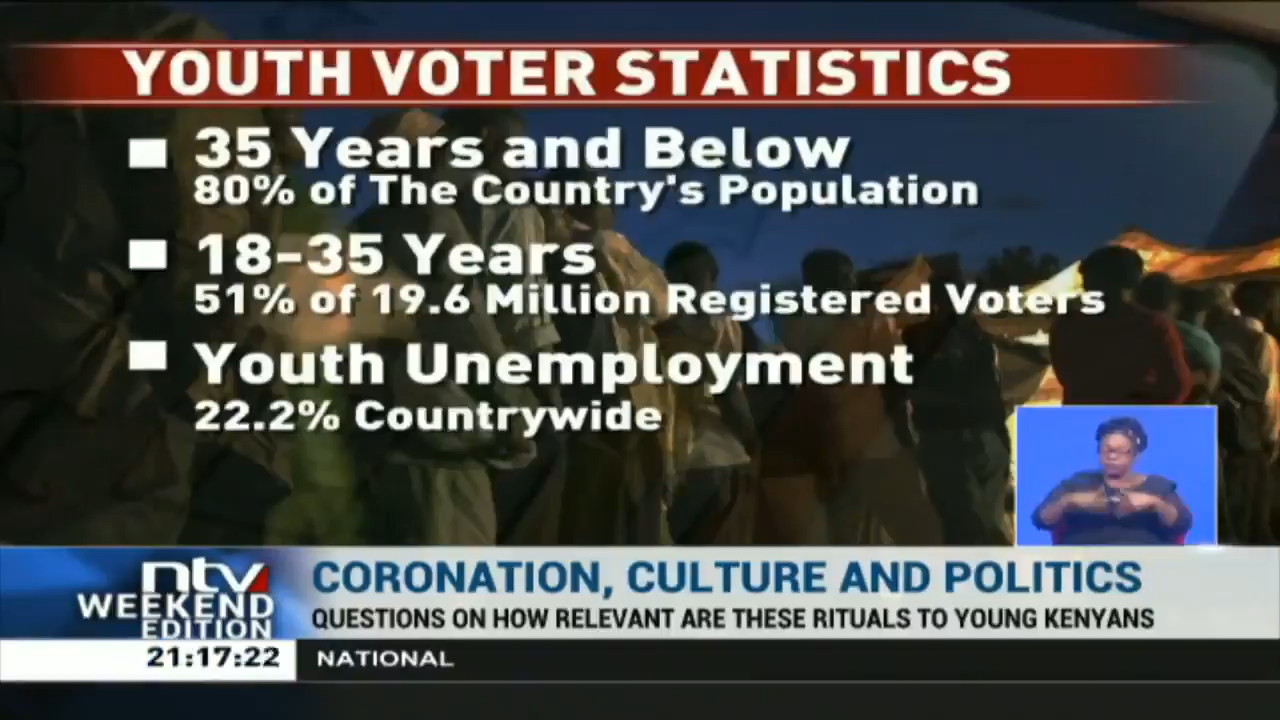 YOUTH VOTER STATISTICS
35 Years and Below
80% of The Country's Population
18-35 Years
51% of 19.6 Million Registered Voters
Youth Unemployment
22.2% Countrywide
ntv
WEEKEND
EDITION
CORONATION, CULTURE AND POLITICS
QUESTIONS ON HOW RELEVANT ARE THESE RITUALS TO YOUNG KENYANS
21:17:22
NATIONAL